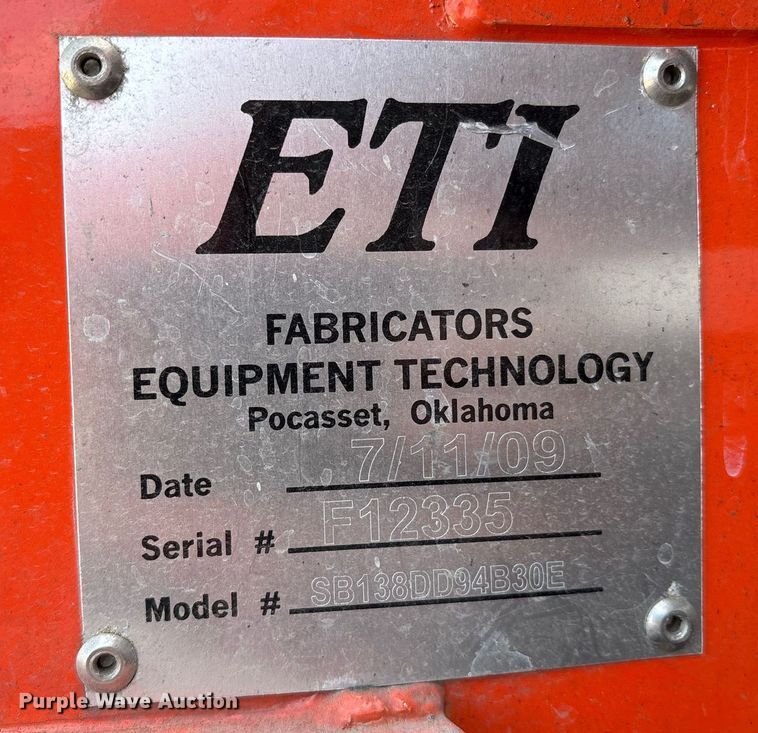 ETI
FABRICATORS
EQUIPMENT TECHNOLOGY
Pocasset, Oklahoma
Date 7/11/09
Serial # F12335
Model # SB138DD94B30E
Purple Wave Auction